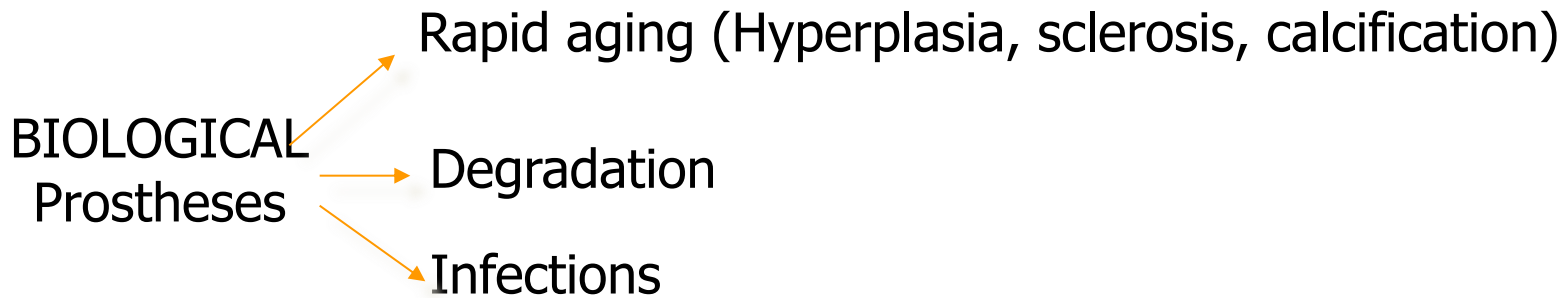 Rapid aging (Hyperplasia, sclerosis, calcification)
BIOLOGICAL
Prostheses
Degradation
Infections